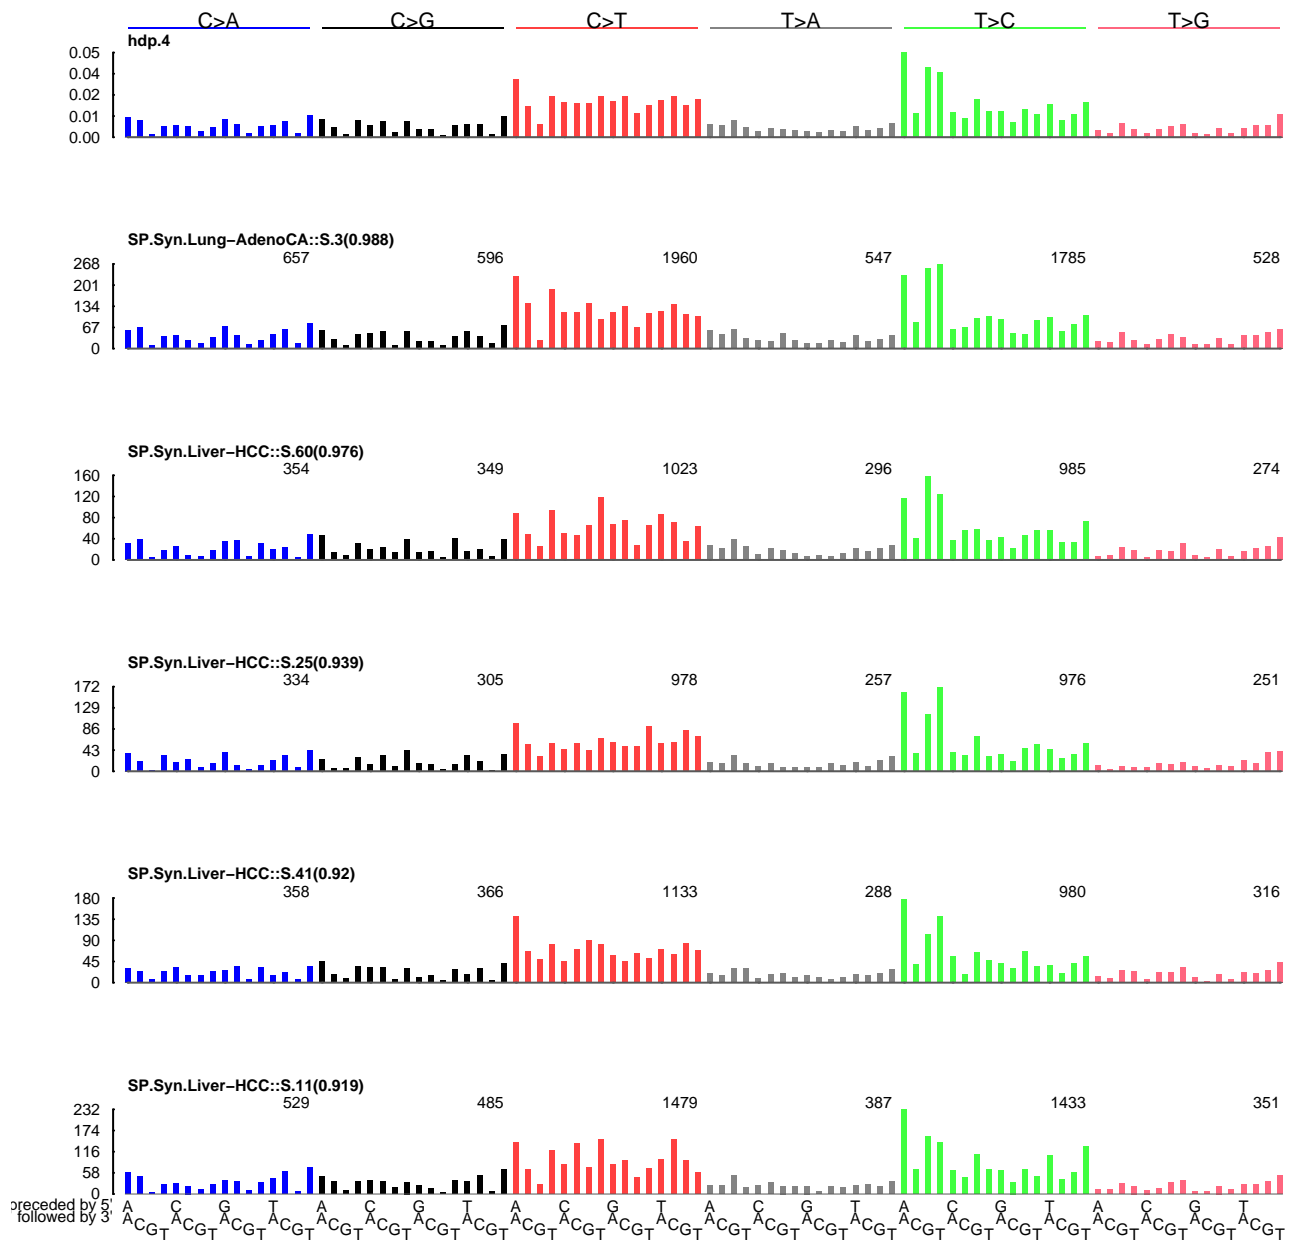 C>A C>G C>T T>A T>C T>G
hdp.4
0.05
0.04
0.02
0.01
0.00
SP.Syn.Lung−AdenoCA::S.3(0.988)
657 596 1960 547 1785 528
268
201
134
67
0
SP.Syn.Liver−HCC::S.60(0.976)
354 349 1023 296 985 274
160
120
80
40
0
SP.Syn.Liver−HCC::S.25(0.939)
334 305 978 257 976 251
172
129
86
43
0
SP.Syn.Liver−HCC::S.41(0.92)
358 366 1133 288 980 316
180
135
90
45
0
SP.Syn.Liver−HCC::S.11(0.919)
529 485 1479 387 1433 351
232
174
116
58
0
preceded by 5' A C G T A C G T A C G T A C G T A C G T A C G T
followed by 3' A C G T A C G T A C G T A C G T A C G T A C G T A C G T A C G T A C G T A C G T A C G T A C G T A C G T A C G T A C G T A C G T A C G T A C G T A C G T A C G T A C G T A C G T A C G T A C G T